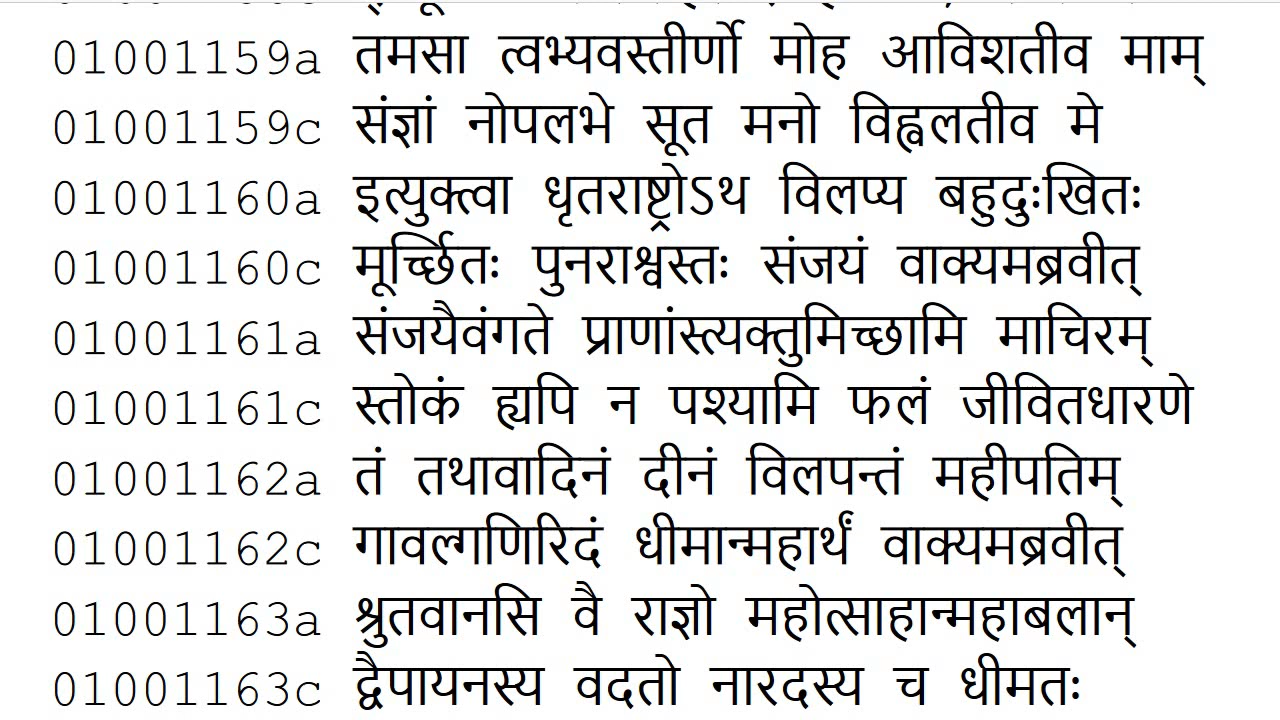 01001159a तमसा त्वभ्यवस्तीर्णो मोह आविशतीव माम्
01001159c संज्ञां नोपलभे सूत मनो विह्वलतीव मे
01001160a इत्युक्त्वा धृतराष्ट्रोऽथ विलप्य बहुदुःखितः
01001160c मूर्च्छितः पुनराश्वस्तः संजयं वाक्यमब्रवीत्
01001161a संजयैवंगते प्राणांस्त्यक्तुमिच्छामि माचिरम्
01001161c स्तोकं ह्यपि न पश्यामि फलं जीवितधारणे
01001162a तं तथावादिनं दीनं विलपन्तं महीपतिम्
01001162c गावल्गणिरिदं धीमान्महार्थं वाक्यमब्रवीत्
01001163a श्रुतवानसि वै राज्ञो महोत्साहान्महाबलान्
01001163c द्वैपायनस्य वदतो नारदस्य च धीमतः